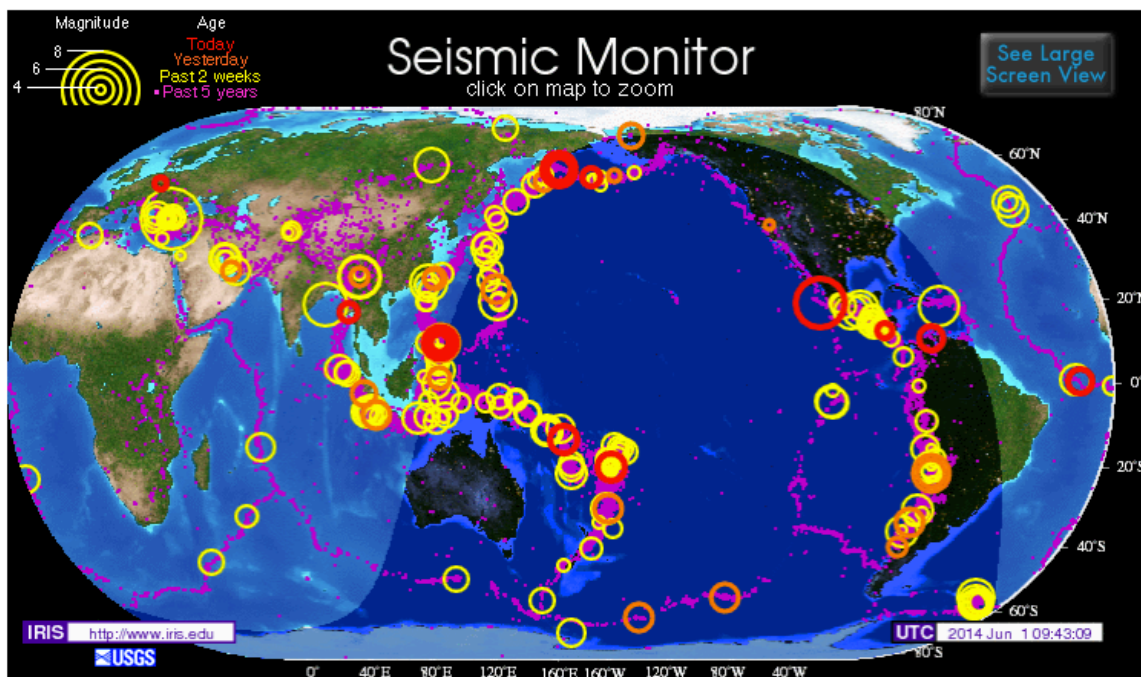 Magnitude
8
6
4
Age
Today
Yesterday
Past 2 weeks
Past 5 years
Seismic Monitor
click on map to zoom
See Large
Screen View
80°N
60°N
40°N
20°N
0°
20°S
40°S
60°S
80°S
IRIS http://www.iris.edu
USGS
UTC 2014 Jun 1 09:43:09
0° 40°E 80°E 120°E 160°E 160°W 120°W 80°W 40°W